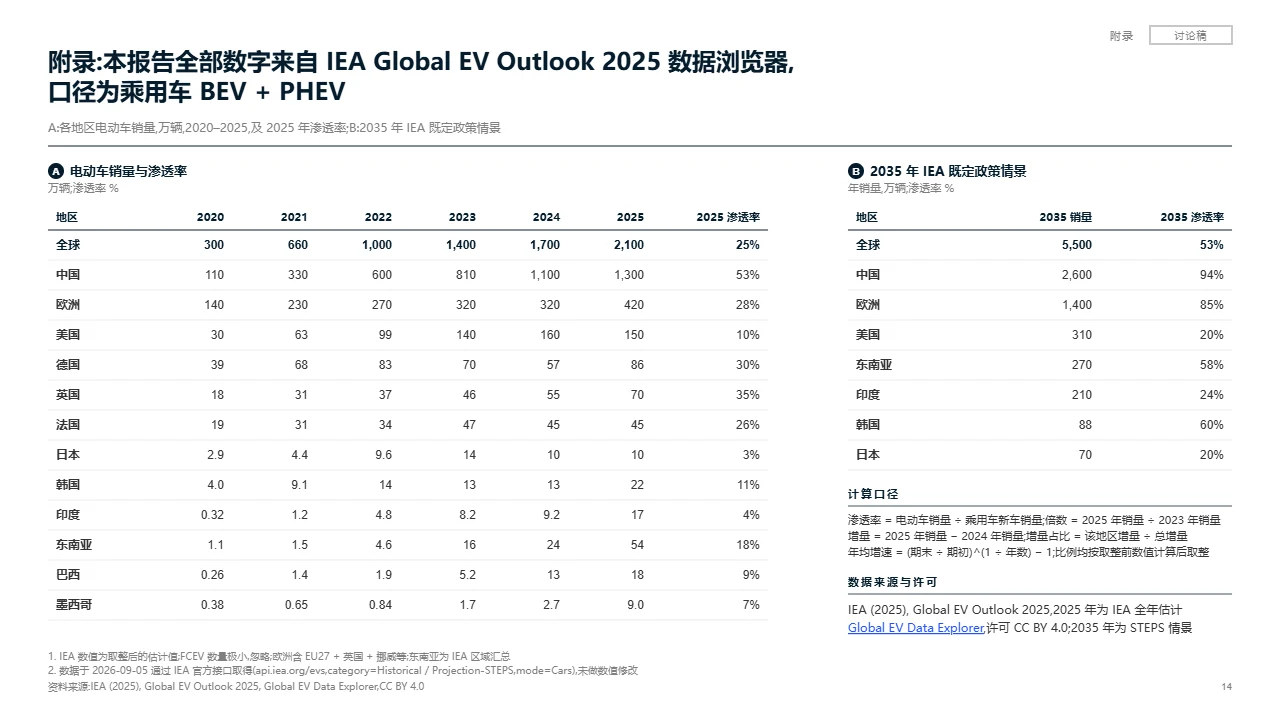 附录
讨论稿
附录:本报告全部数字来自 IEA Global EV Outlook 2025 数据浏览器,
口径为乘用车 BEV + PHEV
A:各地区电动车销量,万辆,2020–2025,及 2025 年渗透率;B:2035 年 IEA 既定政策情景
A 电动车销量与渗透率
万辆;渗透率 %
地区 2020 2021 2022 2023 2024 2025 2025 渗透率
全球 300 660 1,000 1,400 1,700 2,100 25%
中国 110 330 600 810 1,100 1,300 53%
欧洲 140 230 270 320 320 420 28%
美国 30 63 99 140 160 150 10%
德国 39 68 83 70 57 86 30%
英国 18 31 37 46 55 70 35%
法国 19 31 34 47 45 45 26%
日本 2.9 4.4 9.6 14 10 10 3%
韩国 4.0 9.1 14 13 13 22 11%
印度 0.32 1.2 4.8 8.2 9.2 17 4%
东南亚 1.1 1.5 4.6 16 24 54 18%
巴西 0.26 1.4 1.9 5.2 13 18 9%
墨西哥 0.38 0.65 0.84 1.7 2.7 9.0 7%
B 2035 年 IEA 既定政策情景
年销量,万辆;渗透率 %
地区 2035 销量 2035 渗透率
全球 5,500 53%
中国 2,600 94%
欧洲 1,400 85%
美国 310 20%
东南亚 270 58%
印度 210 24%
韩国 88 60%
日本 70 20%
计算口径
渗透率 = 电动车销量 ÷ 乘用车新车销量;倍数 = 2025 年销量 ÷ 2023 年销量
增量 = 2025 年销量 − 2024 年销量;增量占比 = 该地区增量 ÷ 总增量
年均增速 = (期末 ÷ 期初)^(1 ÷ 年数) − 1;比例均按取整前数值计算后取整
数据来源与许可
IEA (2025), Global EV Outlook 2025,2025 年为 IEA 全年估计
Global EV Data Explorer,许可 CC BY 4.0;2035 年为 STEPS 情景
1. IEA 数值为取整后的估计值;FCEV 数量极小,忽略;欧洲含 EU27 + 英国 + 挪威等;东南亚为 IEA 区域汇总
2. 数据于 2026-09-05 通过 IEA 官方接口取得(api.iea.org/evs,category=Historical / Projection-STEPS,mode=Cars),未做数值修改
资料来源:IEA (2025), Global EV Outlook 2025, Global EV Data Explorer,CC BY 4.0
14